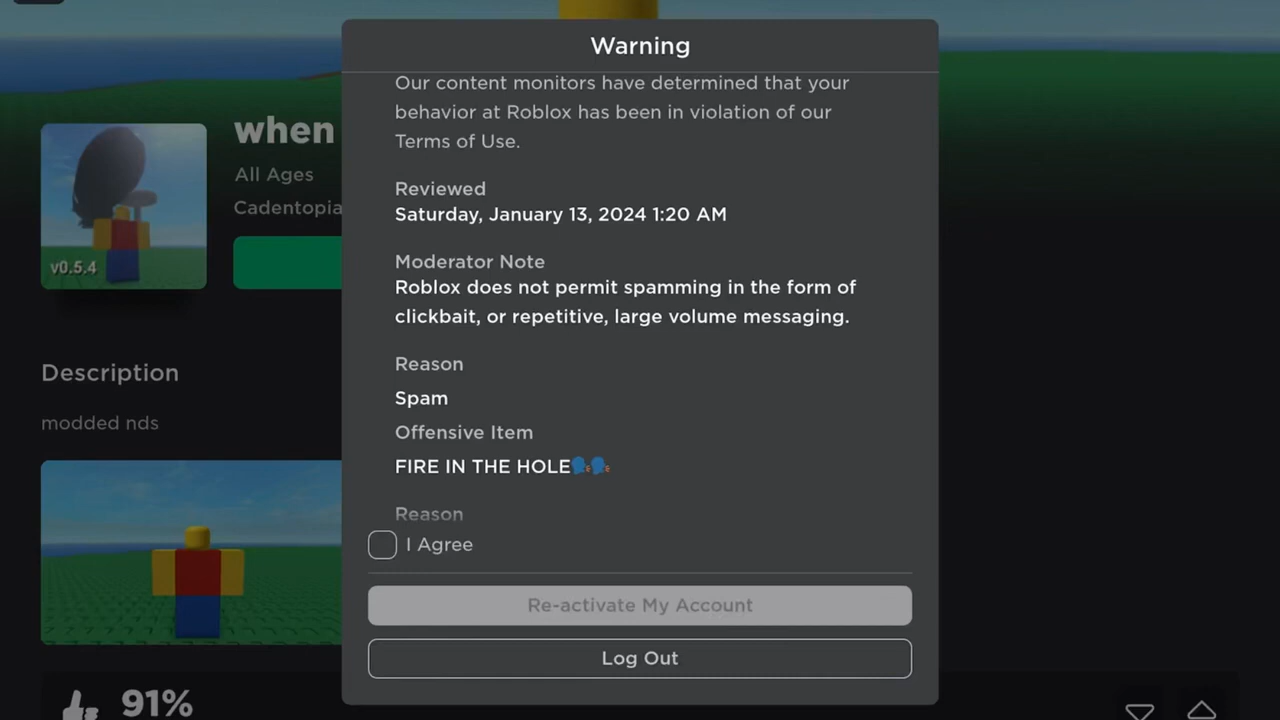 Warning
Our content monitors have determined that your
behavior at Roblox has been in violation of our
Terms of Use.
Reviewed
Saturday, January 13, 2024 1:20 AM
Moderator Note
Roblox does not permit spamming in the form of
clickbait, or repetitive, large volume messaging.
Reason
Spam
Offensive Item
FIRE IN THE HOLE🗣️🗣️
Reason
I Agree
Re-activate My Account
Log Out
when
All Ages
Cadentopia
v0.5.4
Description
modded nds
91%